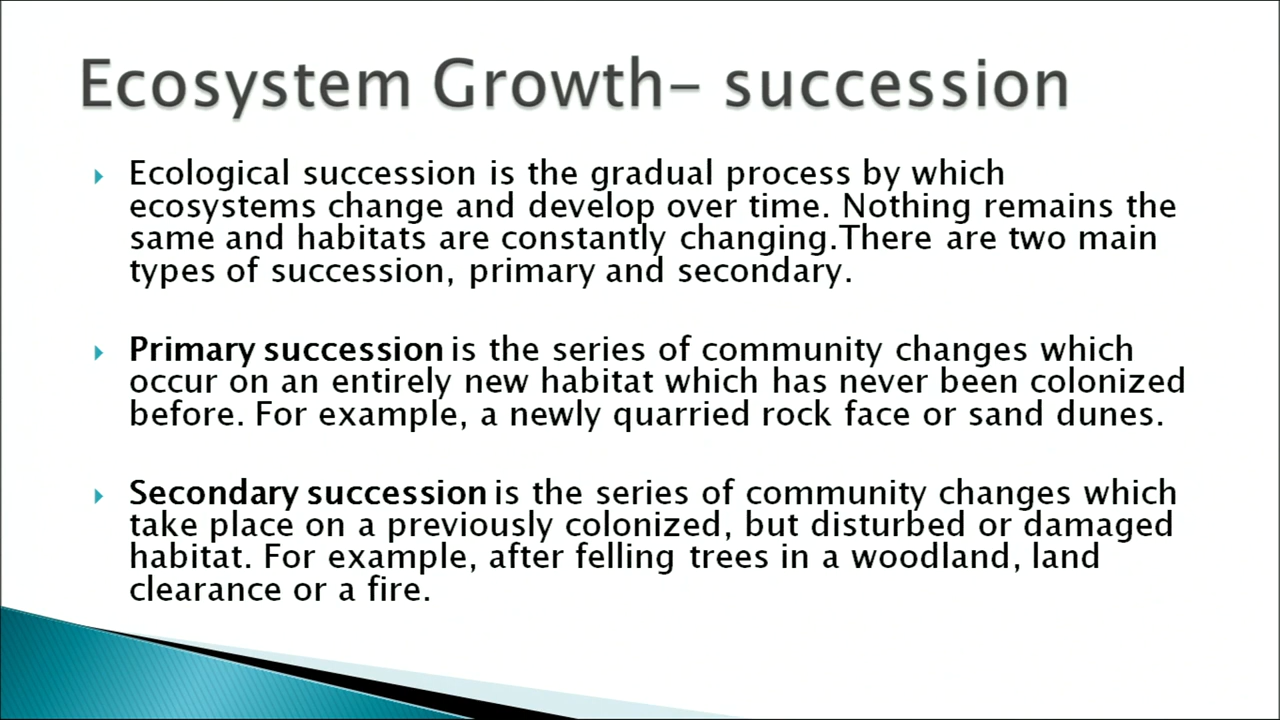 Ecosystem Growth- succession
Ecological succession is the gradual process by which
ecosystems change and develop over time. Nothing remains the
same and habitats are constantly changing.There are two main
types of succession, primary and secondary.
Primary succession is the series of community changes which
occur on an entirely new habitat which has never been colonized
before. For example, a newly quarried rock face or sand dunes.
Secondary succession is the series of community changes which
take place on a previously colonized, but disturbed or damaged
habitat. For example, after felling trees in a woodland, land
clearance or a fire.